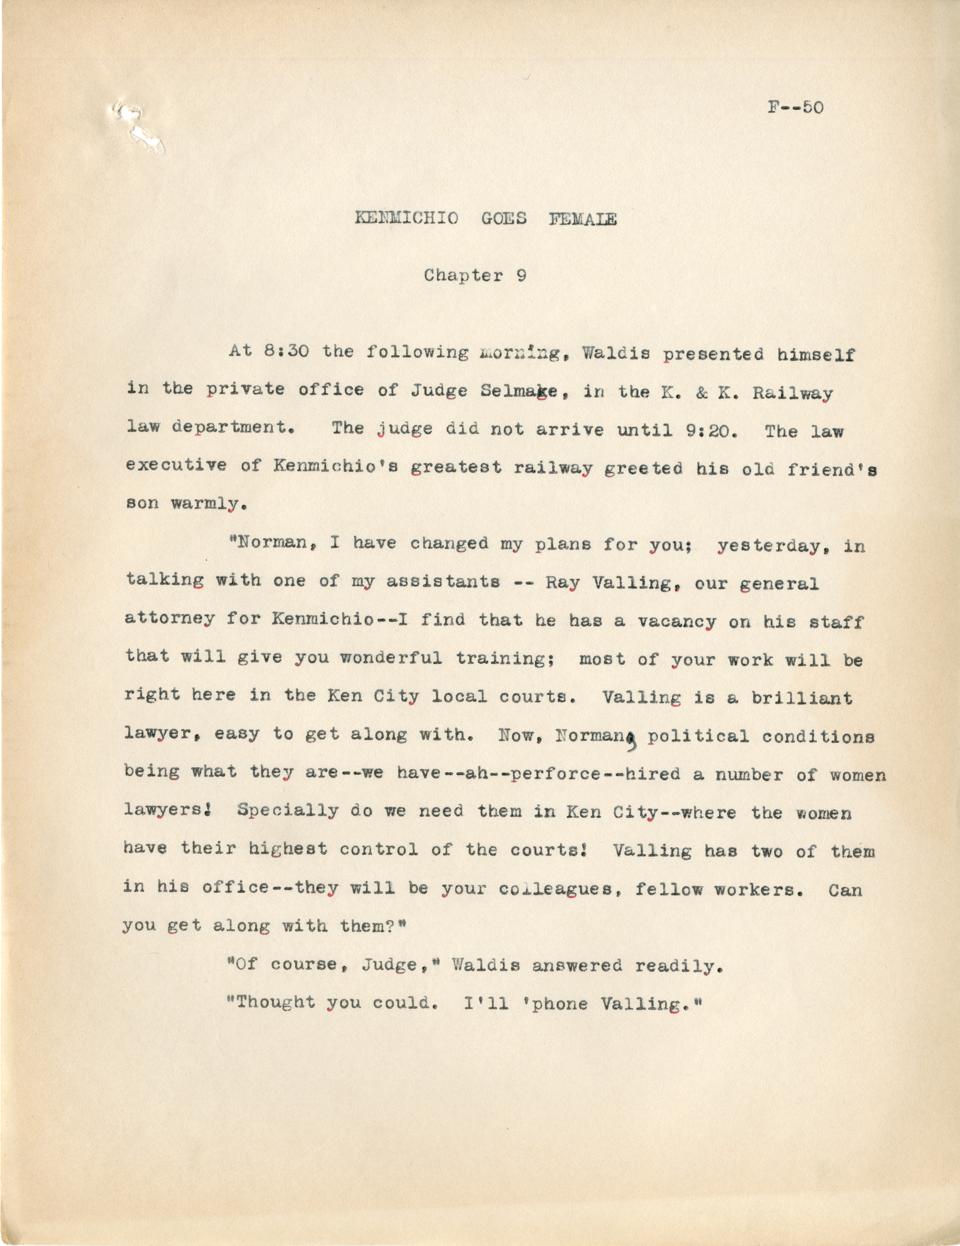 F--50
KENMICHIO GOES FEMALE
Chapter 9
At 8:30 the following morning, Waldis presented himself
in the private office of Judge Selmake, in the K. & K. Railway
law department. The judge did not arrive until 9:20. The law
executive of Kenmichio's greatest railway greeted his old friend's
son warmly.
"Norman, I have changed my plans for you; yesterday, in
talking with one of my assistants -- Ray Valling, our general
attorney for Kenmichio--I find that he has a vacancy on his staff
that will give you wonderful training; most of your work will be
right here in the Ken City local courts. Valling is a brilliant
lawyer, easy to get along with. Now, Norman, political conditions
being what they are--we have--ah--perforce--hired a number of women
lawyers! Specially do we need them in Ken City--where the women
have their highest control of the courts! Valling has two of them
in his office--they will be your colleagues, fellow workers. Can
you get along with them?"
"Of course, Judge," Waldis answered readily.
"Thought you could. I'll 'phone Valling."